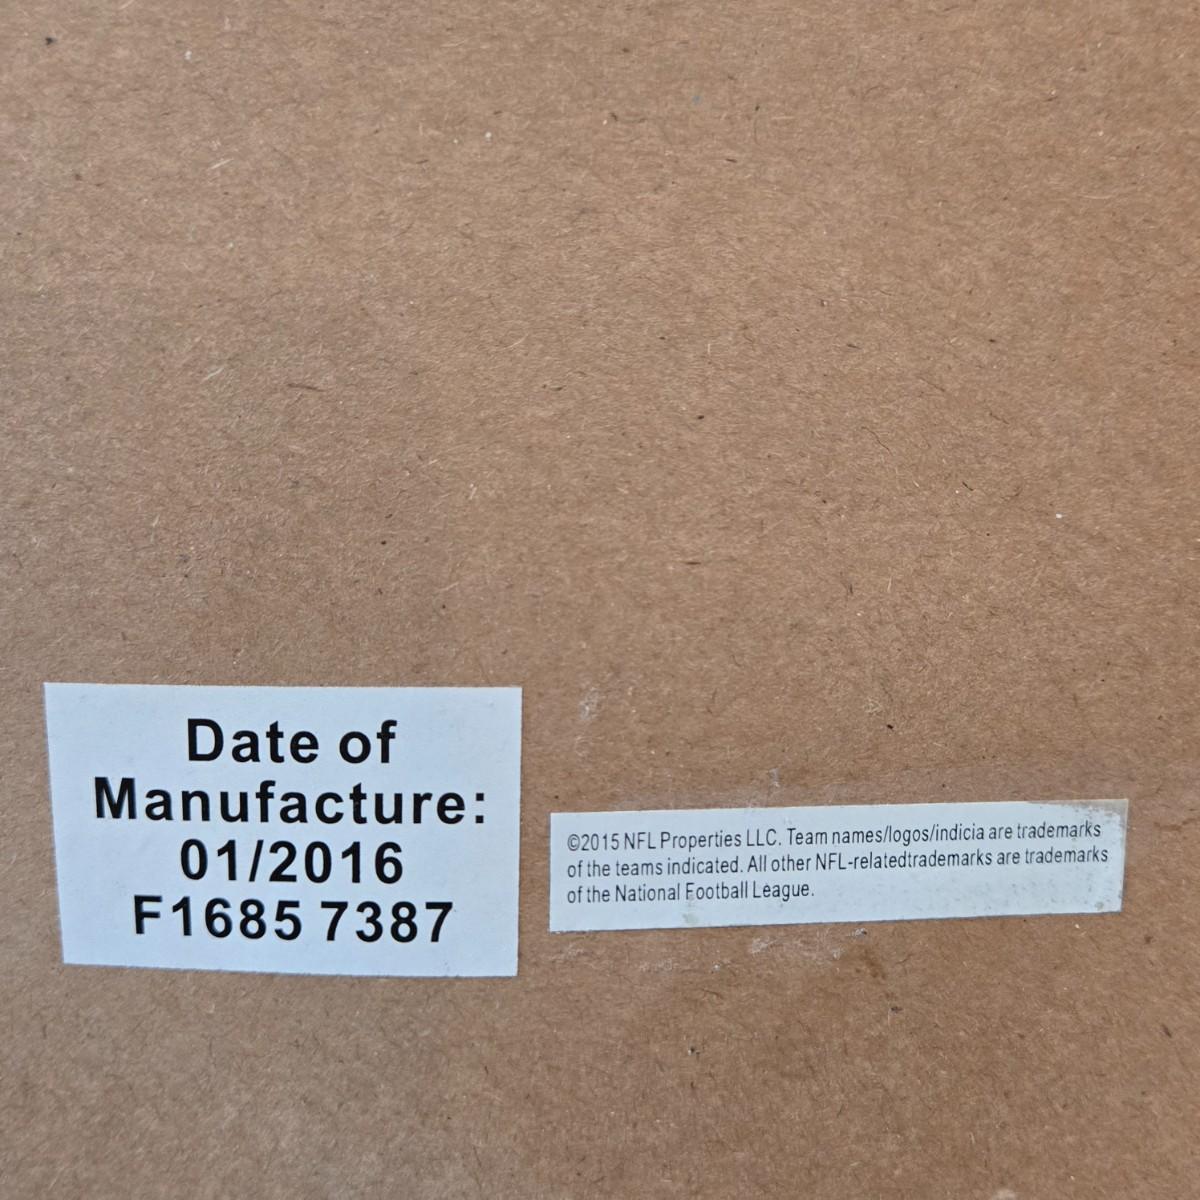 Date of
Manufacture:
01/2016
F1685 7387
©2015 NFL Properties LLC. Team names/logos/indicia are trademarks
of the teams indicated. All other NFL-relatedtrademarks are trademarks
of the National Football League.